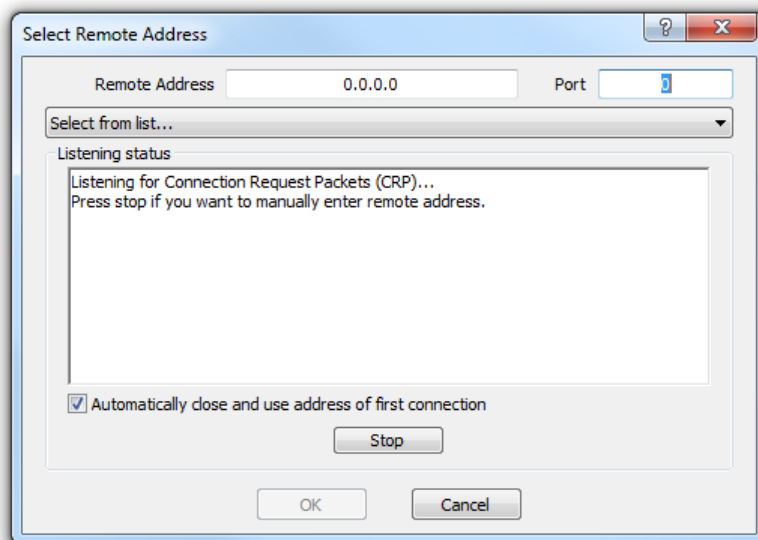 Select Remote Address
Remote Address 0.0.0.0 Port 0
Select from list...
Listening status
Listening for Connection Request Packets (CRP)...
Press stop if you want to manually enter remote address.
Automatically close and use address of first connection
Stop
OK Cancel